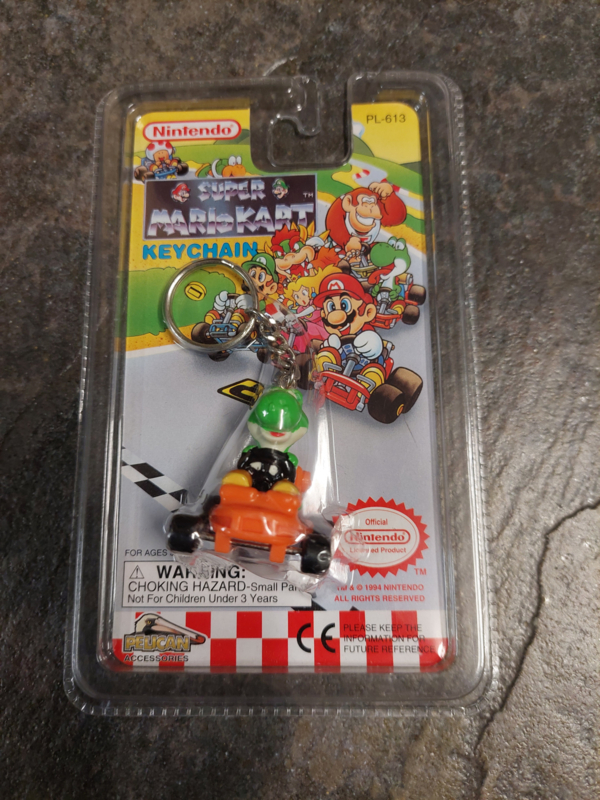 Nintendo
PL-613
SUPER
MARIO KART TM
KEYCHAIN
FOR AGES
WARNING:
CHOKING HAZARD-Small
Not For Children Under 3 Years
Official
Nintendo
Licensed Product
TM
TM & © 1994 NINTENDO
ALL RIGHTS RESERVED
PELICAN
ACCESSORIES
CE
PLEASE KEEP THE
INFORMATION FOR
FUTURE REFERENCE